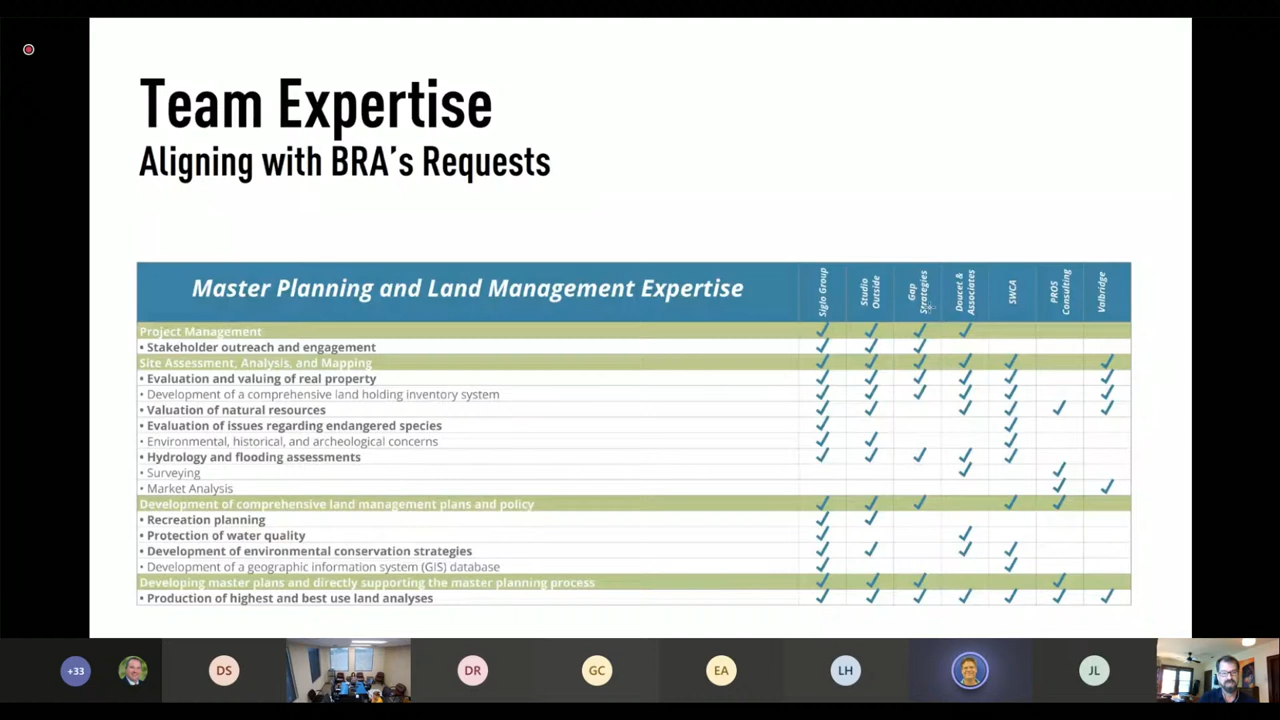 Team Expertise
Aligning with BRA's Requests
Master Planning and Land Management Expertise
Siglo Group
Studio
Outside
Gap
Strategies
Doucet &
Associates
SWCA
PROS
Consulting
Valbridge
Project Management
• Stakeholder outreach and engagement
Site Assessment, Analysis, and Mapping
• Evaluation and valuing of real property
• Development of a comprehensive land holding inventory system
• Valuation of natural resources
• Evaluation of issues regarding endangered species
• Environmental, historical, and archeological concerns
• Hydrology and flooding assessments
• Surveying
• Market Analysis
Development of comprehensive land management plans and policy
• Recreation planning
• Protection of water quality
• Development of environmental conservation strategies
• Development of a geographic information system (GIS) database
Developing master plans and directly supporting the master planning process
• Production of highest and best use land analyses
+33
DS
DR
GC
EA
LH
JL